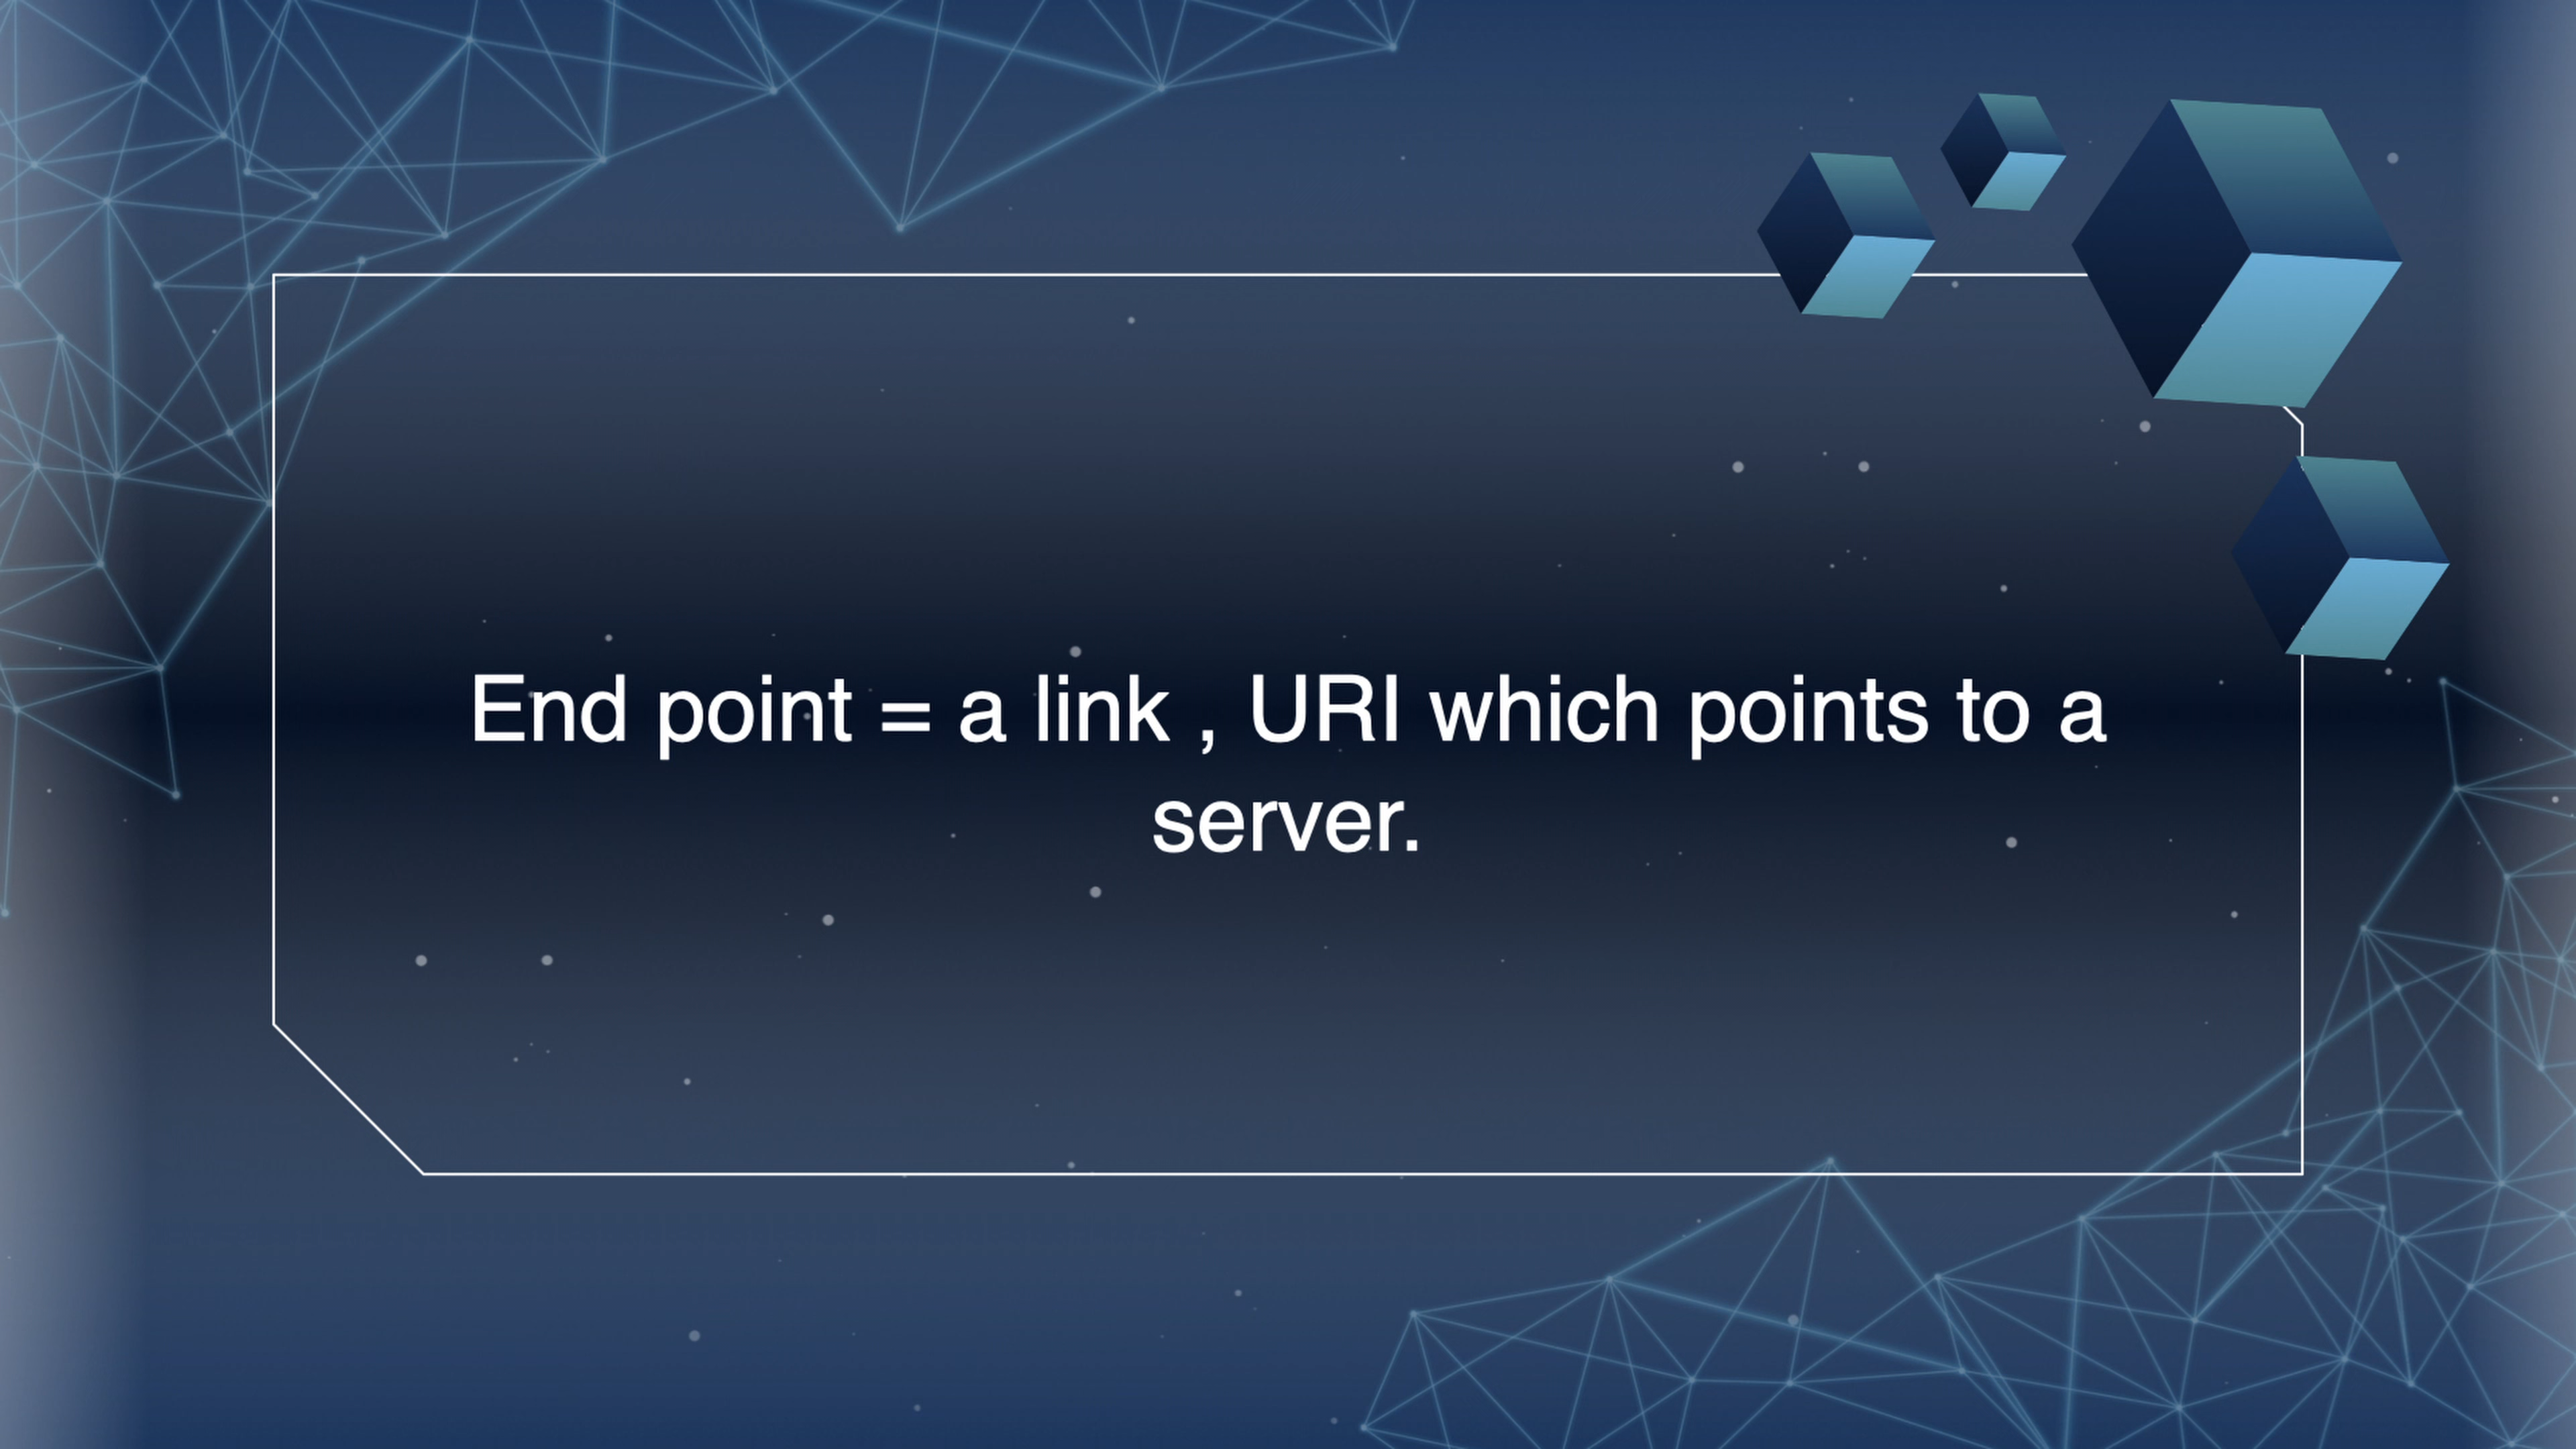 End point = a link , URI which points to a
server.